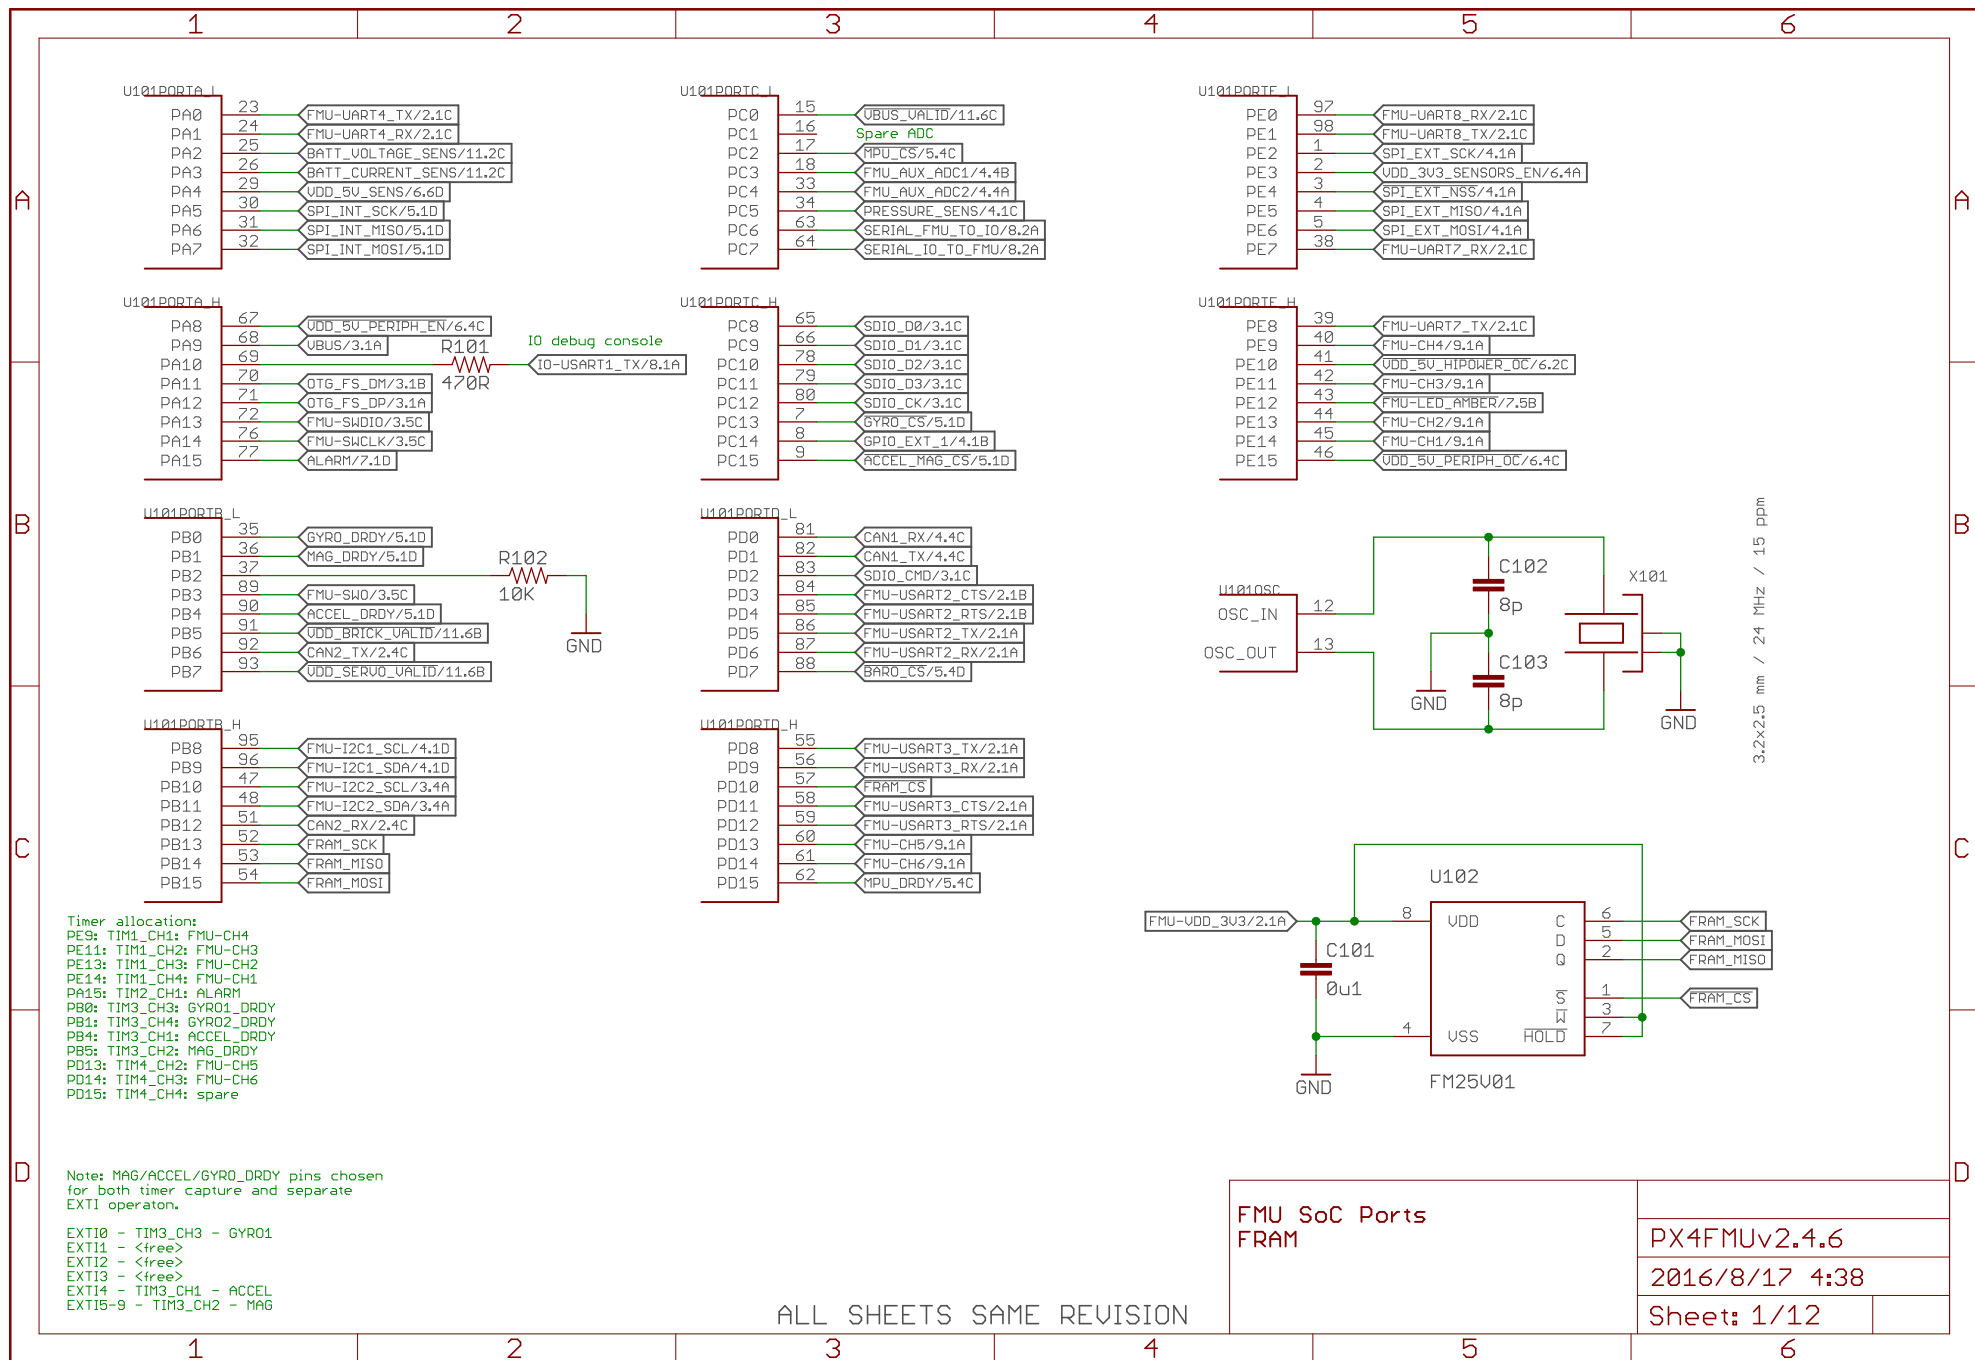 1 2 3 4 5 6
A A
B B
C C
D D
U101PORTA_L
PA0 23 FMU-UART4_TX/2.1C
PA1 24 FMU-UART4_RX/2.1C
PA2 25 BATT_VOLTAGE_SENS/11.2C
PA3 26 BATT_CURRENT_SENS/11.2C
PA4 29 VDD_5V_SENS/6.6D
PA5 30 SPI_INT_SCK/5.1D
PA6 31 SPI_INT_MISO/5.1D
PA7 32 SPI_INT_MOSI/5.1D
U101PORTA_H
PA8 67 VDD_5V_PERIPH_EN/6.4C
PA9 68 VBUS/3.1A
PA10 69 R101 470R IO-USART1_TX/8.1A
IO debug console
PA11 70 OTG_FS_DM/3.1B
PA12 71 OTG_FS_DP/3.1A
PA13 72 FMU-SWDIO/3.5C
PA14 76 FMU-SWCLK/3.5C
PA15 77 ALARM/7.1D
U101PORTB_L
PB0 35 GYRO_DRDY/5.1D
PB1 36 MAG_DRDY/5.1D
PB2 37 R102 10K GND
PB3 89 FMU-SWO/3.5C
PB4 90 ACCEL_DRDY/5.1D
PB5 91 VDD_BRICK_VALID/11.6B
PB6 92 CAN2_TX/2.4C
PB7 93 VDD_SERVO_VALID/11.6B
U101PORTB_H
PB8 95 FMU-I2C1_SCL/4.1D
PB9 96 FMU-I2C1_SDA/4.1D
PB10 47 FMU-I2C2_SCL/3.4A
PB11 48 FMU-I2C2_SDA/3.4A
PB12 51 CAN2_RX/2.4C
PB13 52 FRAM_SCK
PB14 53 FRAM_MISO
PB15 54 FRAM_MOSI
U101PORTC_L
PC0 15 VBUS_VALID/11.6C
PC1 16 Spare ADC
PC2 17 MPU_CS/5.4C
PC3 18 FMU_AUX_ADC1/4.4B
PC4 33 FMU_AUX_ADC2/4.4A
PC5 34 PRESSURE_SENS/4.1C
PC6 63 SERIAL_FMU_TO_IO/8.2A
PC7 64 SERIAL_IO_TO_FMU/8.2A
U101PORTC_H
PC8 65 SDIO_D0/3.1C
PC9 66 SDIO_D1/3.1C
PC10 78 SDIO_D2/3.1C
PC11 79 SDIO_D3/3.1C
PC12 80 SDIO_CK/3.1C
PC13 7 GYRO_CS/5.1D
PC14 8 GPIO_EXT_1/4.1B
PC15 9 ACCEL_MAG_CS/5.1D
U101PORTD_L
PD0 81 CAN1_RX/4.4C
PD1 82 CAN1_TX/4.4C
PD2 83 SDIO_CMD/3.1C
PD3 84 FMU-USART2_CTS/2.1B
PD4 85 FMU-USART2_RTS/2.1B
PD5 86 FMU-USART2_TX/2.1A
PD6 87 FMU-USART2_RX/2.1A
PD7 88 BARO_CS/5.4D
U101PORTD_H
PD8 55 FMU-USART3_TX/2.1A
PD9 56 FMU-USART3_RX/2.1A
PD10 57 FRAM_CS
PD11 58 FMU-USART3_CTS/2.1A
PD12 59 FMU-USART3_RTS/2.1A
PD13 60 FMU-CH5/9.1A
PD14 61 FMU-CH6/9.1A
PD15 62 MPU_DRDY/5.4C
U101PORTE_L
PE0 97 FMU-UART8_RX/2.1C
PE1 98 FMU-UART8_TX/2.1C
PE2 1 SPI_EXT_SCK/4.1A
PE3 2 VDD_3V3_SENSORS_EN/6.4A
PE4 3 SPI_EXT_NSS/4.1A
PE5 4 SPI_EXT_MISO/4.1A
PE6 5 SPI_EXT_MOSI/4.1A
PE7 38 FMU-UART7_RX/2.1C
U101PORTE_H
PE8 39 FMU-UART7_TX/2.1C
PE9 40 FMU-CH4/9.1A
PE10 41 VDD_5V_HIPOWER_OC/6.2C
PE11 42 FMU-CH3/9.1A
PE12 43 FMU-LED_AMBER/7.5B
PE13 44 FMU-CH2/9.1A
PE14 45 FMU-CH1/9.1A
PE15 46 VDD_5V_PERIPH_OC/6.4C
U101OSC
OSC_IN 12
OSC_OUT 13
C102
8p
C103
8p
GND
X101
GND
3.2x2.5 mm / 24 MHz / 15 ppm
U102
FMU-VDD_3V3/2.1A 8 VDD
C101
0u1
4 VSS
GND
C 6 FRAM_SCK
D 5 FRAM_MOSI
Q 2 FRAM_MISO
S 1 FRAM_CS
W 3
HOLD 7
FM25V01
Timer allocation:
PE9: TIM1_CH1: FMU-CH4
PE11: TIM1_CH2: FMU-CH3
PE13: TIM1_CH3: FMU-CH2
PE14: TIM1_CH4: FMU-CH1
PA15: TIM2_CH1: ALARM
PB0: TIM3_CH3: GYRO1_DRDY
PB1: TIM3_CH4: GYRO2_DRDY
PB4: TIM3_CH1: ACCEL_DRDY
PB5: TIM3_CH2: MAG_DRDY
PD13: TIM4_CH2: FMU-CH5
PD14: TIM4_CH3: FMU-CH6
PD15: TIM4_CH4: spare
Note: MAG/ACCEL/GYRO_DRDY pins chosen
for both timer capture and separate
EXTI operaton.
EXTI0 - TIM3_CH3 - GYRO1
EXTI1 - <free>
EXTI2 - <free>
EXTI3 - <free>
EXTI4 - TIM3_CH1 - ACCEL
EXTI5-9 - TIM3_CH2 - MAG
ALL SHEETS SAME REVISION
FMU SoC Ports
FRAM
PX4FMUv2.4.6
2016/8/17 4:38
Sheet: 1/12
1 2 3 4 5 6